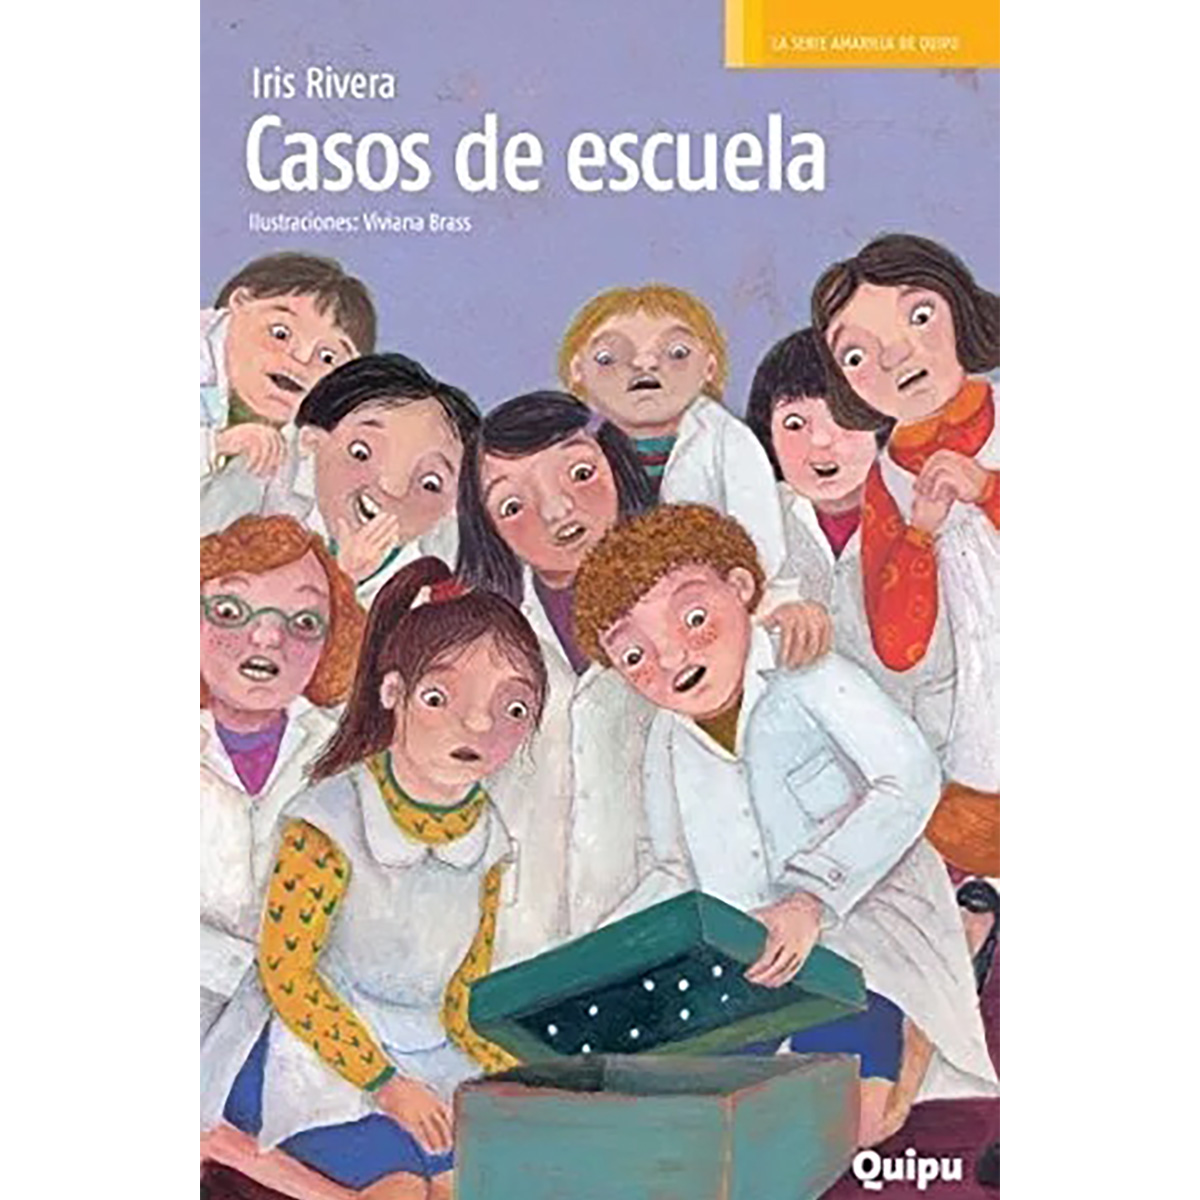 LA SERIE AMARILLA DE QUIPU
Iris Rivera
Casos de escuela
Ilustraciones: Viviana Brass
Quipu